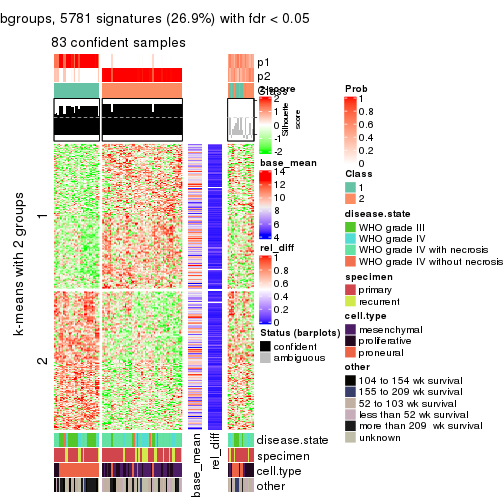 bgroups, 5781 signatures (26.9%) with fdr < 0.05
83 confident samples
p1
p2
Class
Silhouette
score
z-score
2
1
0
-1
-2
base_mean
14
12
10
8
6
4
rel_diff
1
0.8
0.6
0.4
0.2
0
Status (barplots)
confident
ambiguous
Prob
1
0.8
0.6
0.4
0.2
0
Class
1
2
disease.state
WHO grade III
WHO grade IV
WHO grade IV with necrosis
WHO grade IV without necrosis
specimen
primary
recurrent
cell.type
mesenchymal
proliferative
proneural
other
104 to 154 wk survival
155 to 209 wk survival
52 to 103 wk survival
less than 52 wk survival
more than 209  wk survival
unknown
k-means with 2 groups
1
2
disease.state
specimen
cell.type
other
base_mean
rel_diff